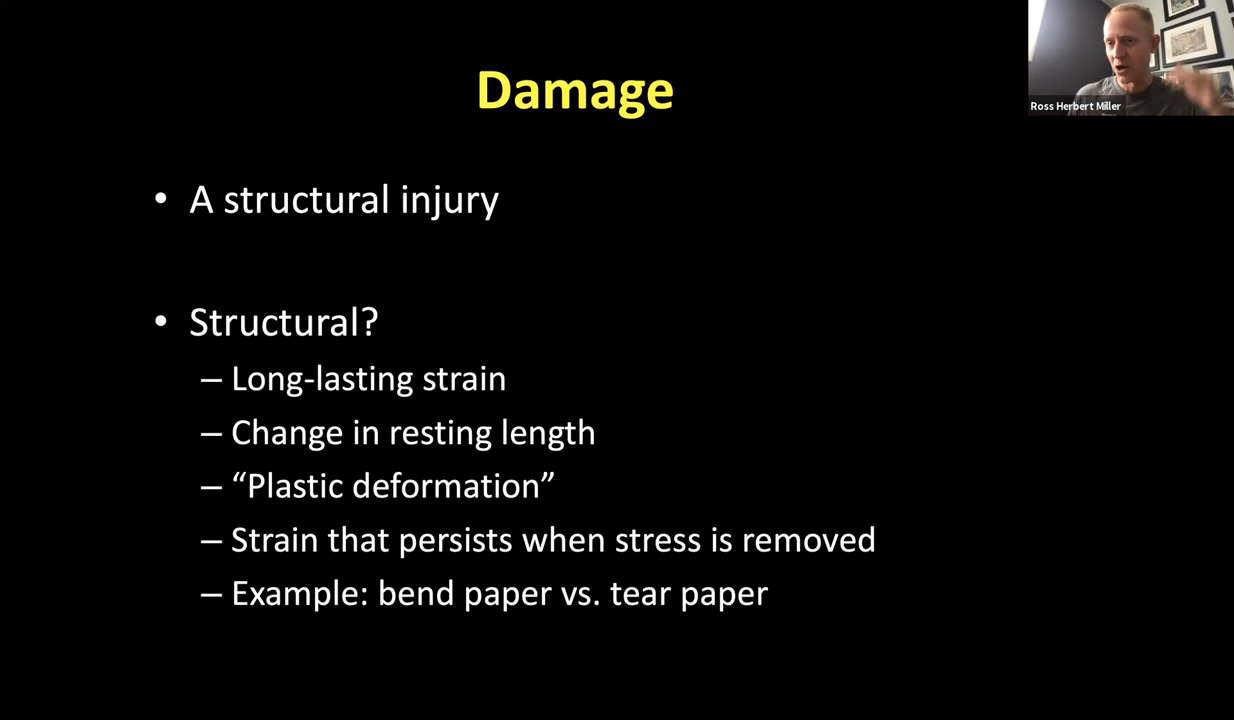 Damage
Ross Herbert Miller
• A structural injury
• Structural?
– Long-lasting strain
– Change in resting length
– “Plastic deformation”
– Strain that persists when stress is removed
– Example: bend paper vs. tear paper